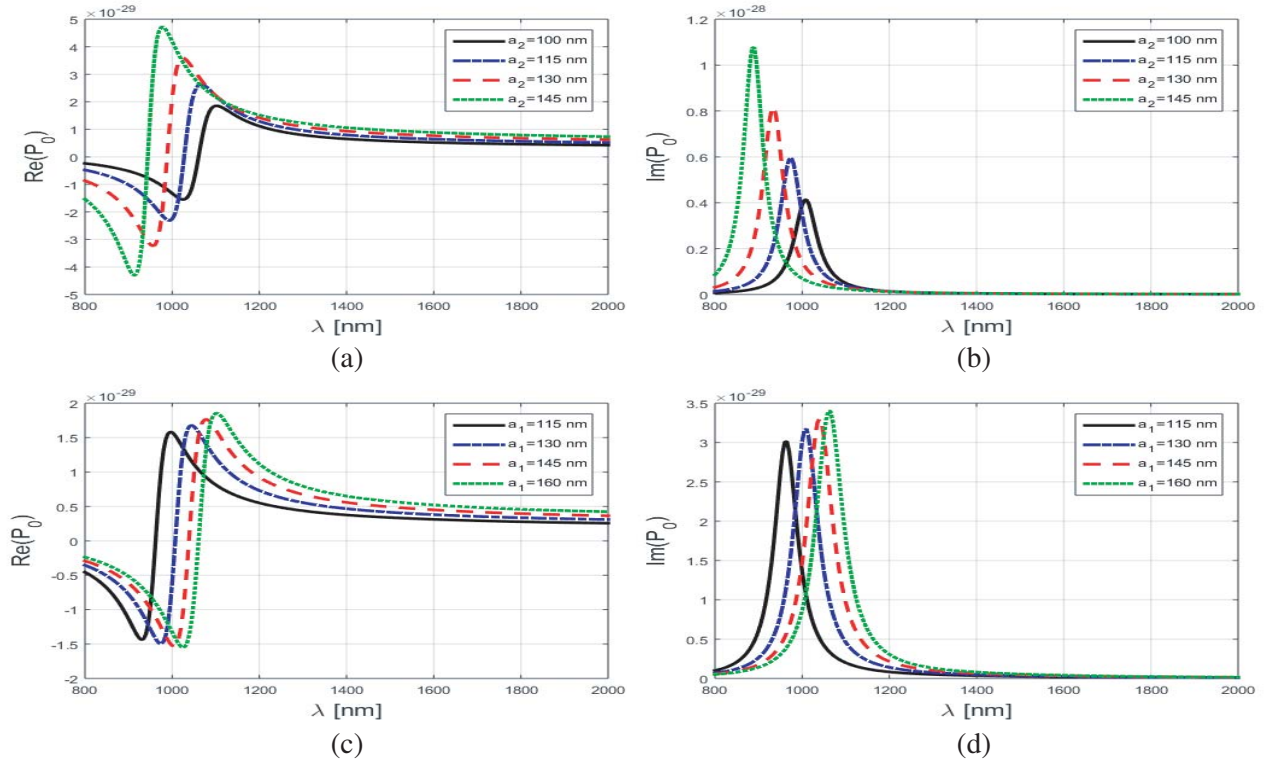 × 10⁻²⁹
5
4
3
2
1
0
-1
-2
-3
-4
-5
Re(P₀)
800 1000 1200 1400 1600 1800 2000
λ [nm]
a₂=100 nm
a₂=115 nm
a₂=130 nm
a₂=145 nm
(a)
× 10⁻²⁸
1.2
1
0.8
0.6
0.4
0.2
0
Im(P₀)
800 1000 1200 1400 1600 1800 2000
λ [nm]
a₂=100 nm
a₂=115 nm
a₂=130 nm
a₂=145 nm
(b)
× 10⁻²⁹
2
1.5
1
0.5
0
-0.5
-1
-1.5
-2
Re(P₀)
800 1000 1200 1400 1600 1800 2000
λ [nm]
a₁=115 nm
a₁=130 nm
a₁=145 nm
a₁=160 nm
(c)
× 10⁻²⁹
3.5
3
2.5
2
1.5
1
0.5
0
Im(P₀)
800 1000 1200 1400 1600 1800 2000
λ [nm]
a₁=115 nm
a₁=130 nm
a₁=145 nm
a₁=160 nm
(d)